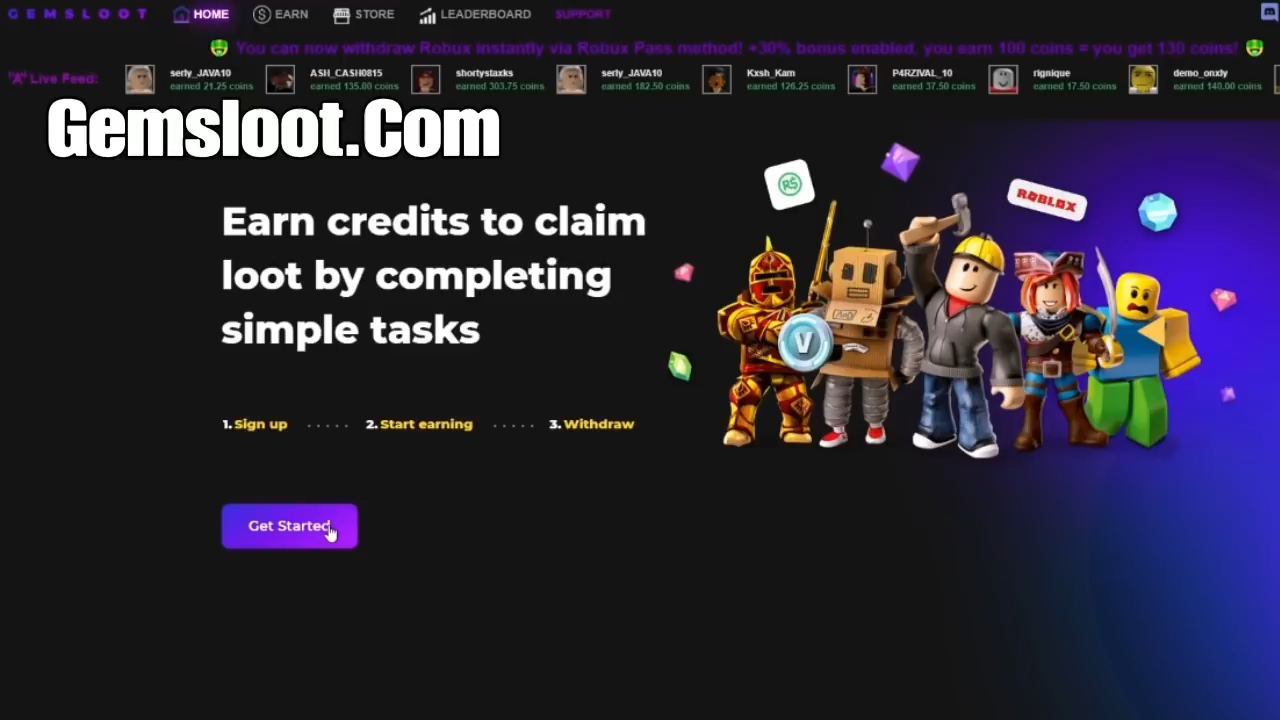 GEMSLOOT HOME EARN STORE LEADERBOARD SUPPORT
You can now withdraw Robux instantly via Robux Pass method! +30% bonus enabled, you earn 100 coins = you get 130 coins!
Live Feed:
serly_JAVA10 ASH_CASH0815 shortystaxks serly_JAVA10 Kxsh_Kam P4RZIVAL_10 rignique demo_onxly
earned 21.25 coins earned 135.00 coins earned 303.75 coins earned 182.50 coins earned 126.25 coins earned 37.50 coins earned 17.50 coins earned 140.00 coins
Gemsloot.Com
R$
ROBLOX
Earn credits to claim
loot by completing
simple tasks
V
1. Sign up ..... 2. Start earning ..... 3. Withdraw
Get Started